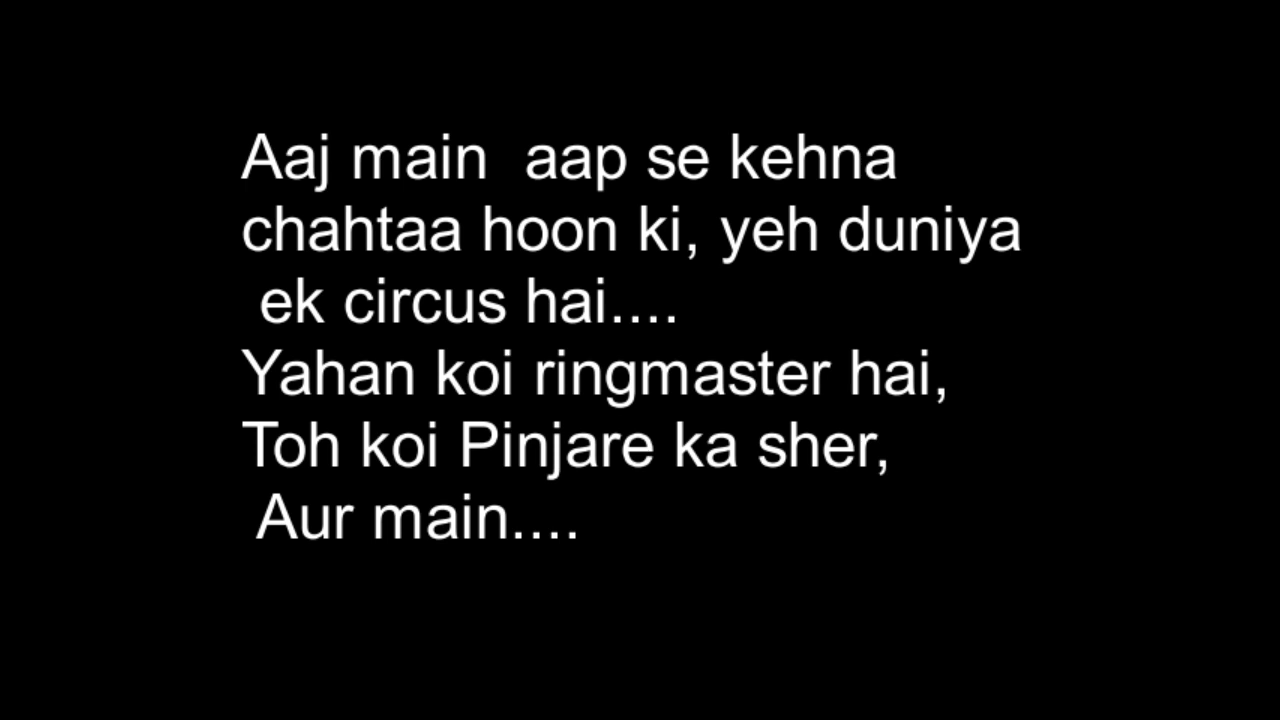 Aaj main  aap se kehna
chahtaa hoon ki, yeh duniya
ek circus hai....
Yahan koi ringmaster hai,
Toh koi Pinjare ka sher,
Aur main....